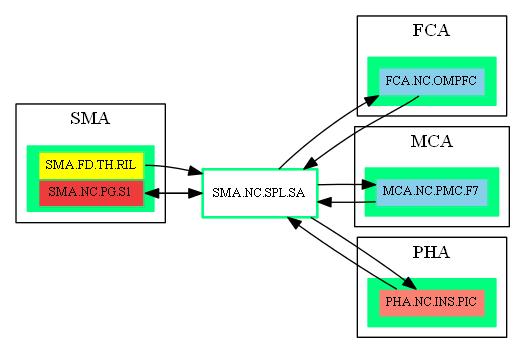 FCA
FCA.NC.OMPFC
SMA
MCA
SMA.FD.TH.RIL
SMA.NC.PG.S1
SMA.NC.SPL.SA
MCA.NC.PMC.F7
PHA
PHA.NC.INS.PIC